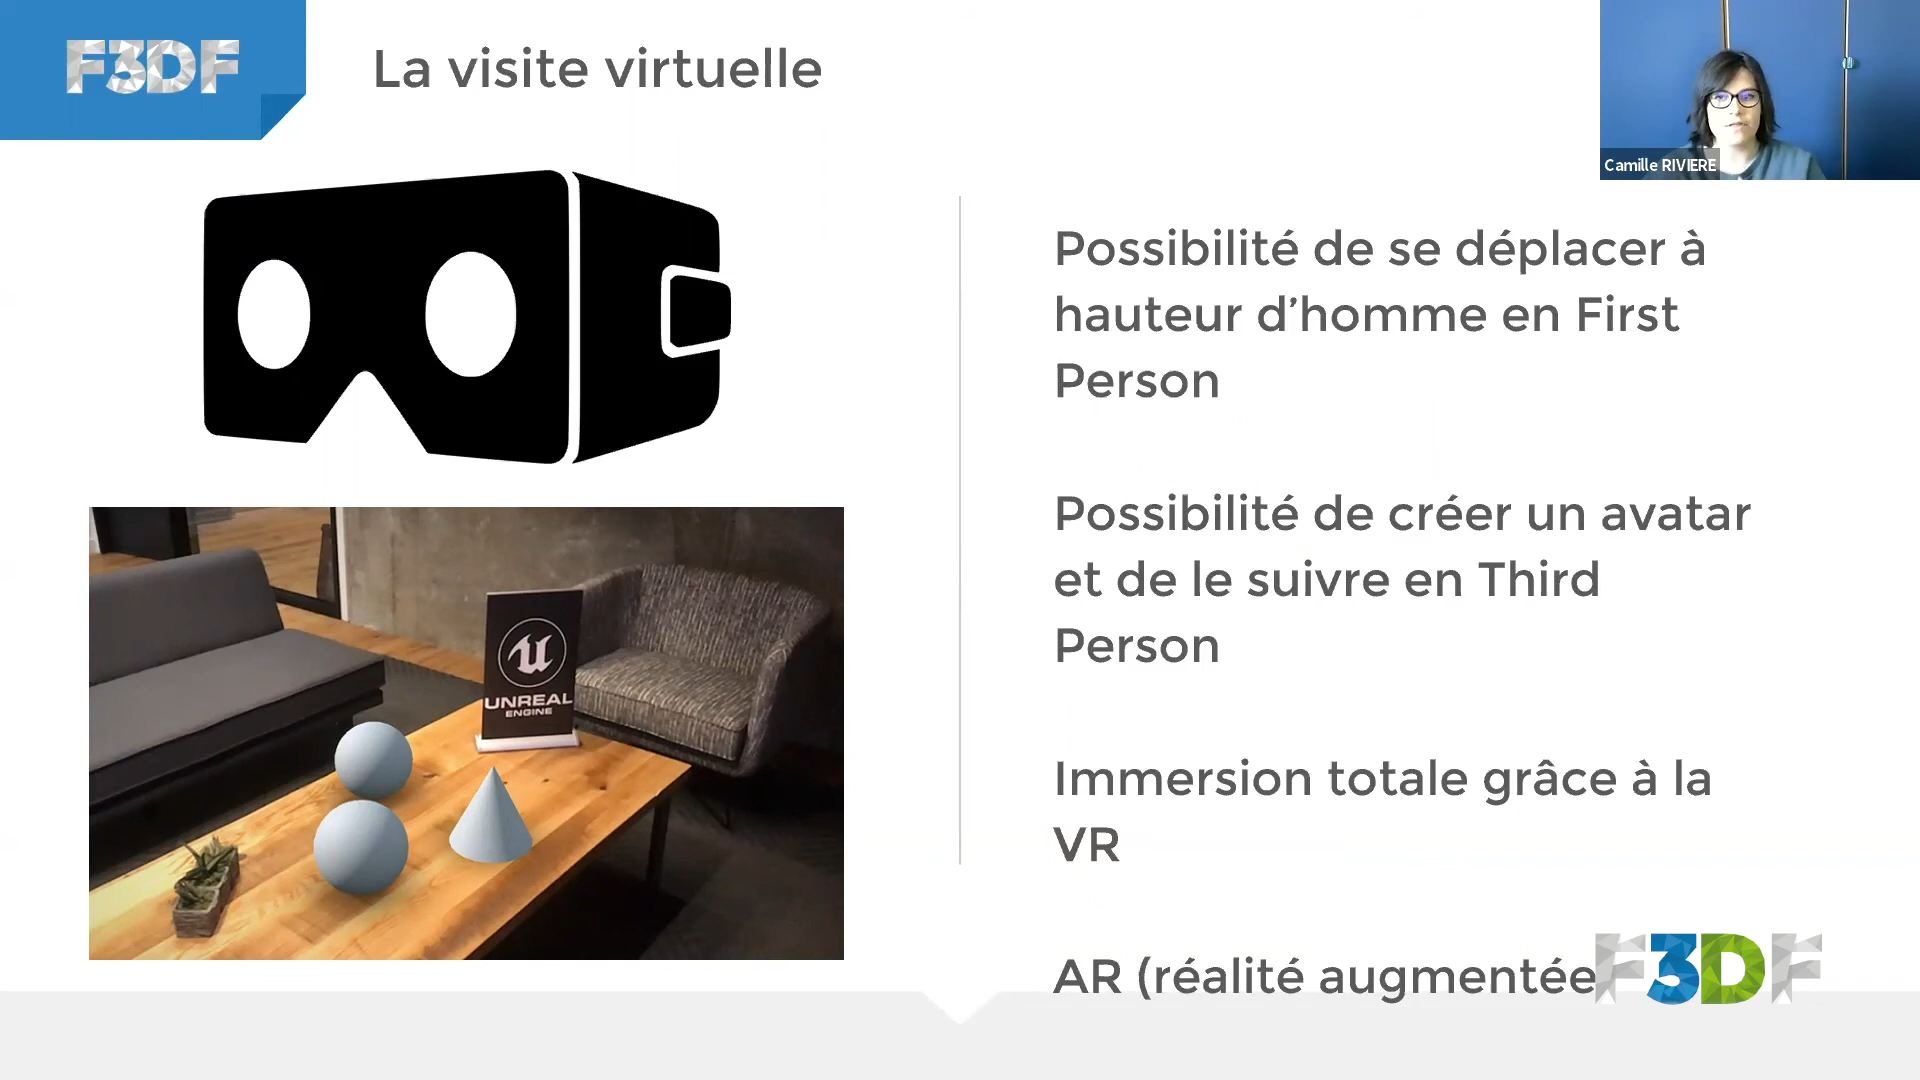 F3DF
La visite virtuelle
Camille RIVIERE
Possibilité de se déplacer à
hauteur d’homme en First
Person
Possibilité de créer un avatar
et de le suivre en Third
Person
Immersion totale grâce à la
VR
AR (réalité augmentée
F3DF
UNREAL
ENGINE